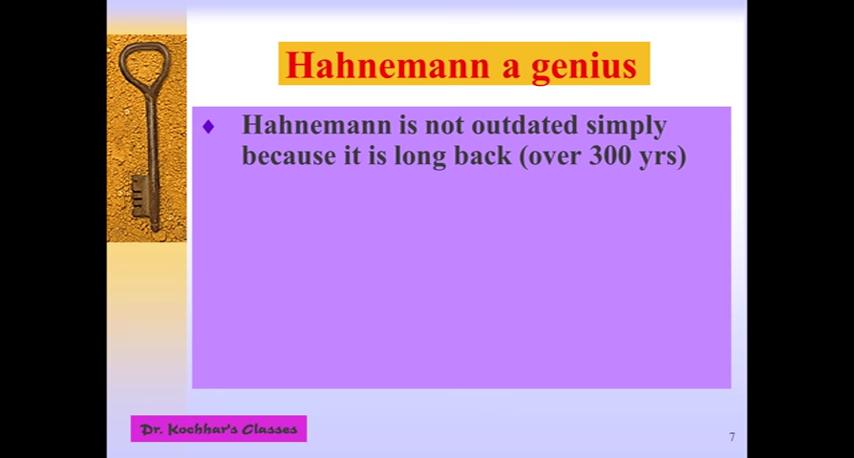 Hahnemann a genius
Hahnemann is not outdated simply
because it is long back (over 300 yrs)
Dr. Kochhar's Classes
7